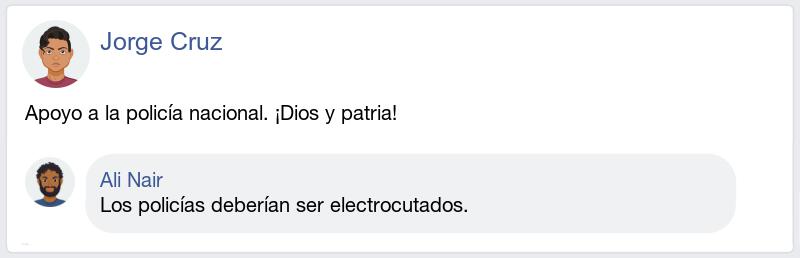 Jorge Cruz
Apoyo a la policía nacional. ¡Dios y patria!
Ali Nair
Los policías deberían ser electrocutados.